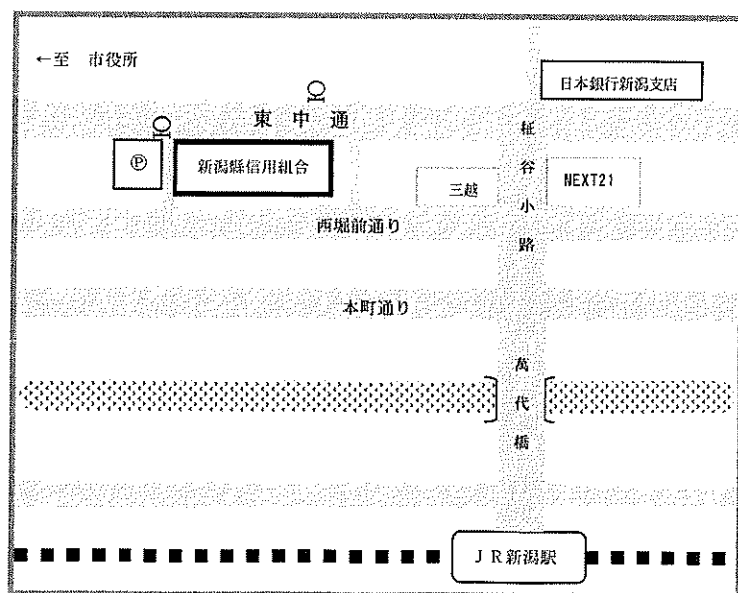 ←至 市役所
日本銀行新潟支店
東中通
Ⓟ
新潟縣信用組合
柾谷小路
三越
NEXT21
西堀前通り
本町通り
萬代橋
JR新潟駅